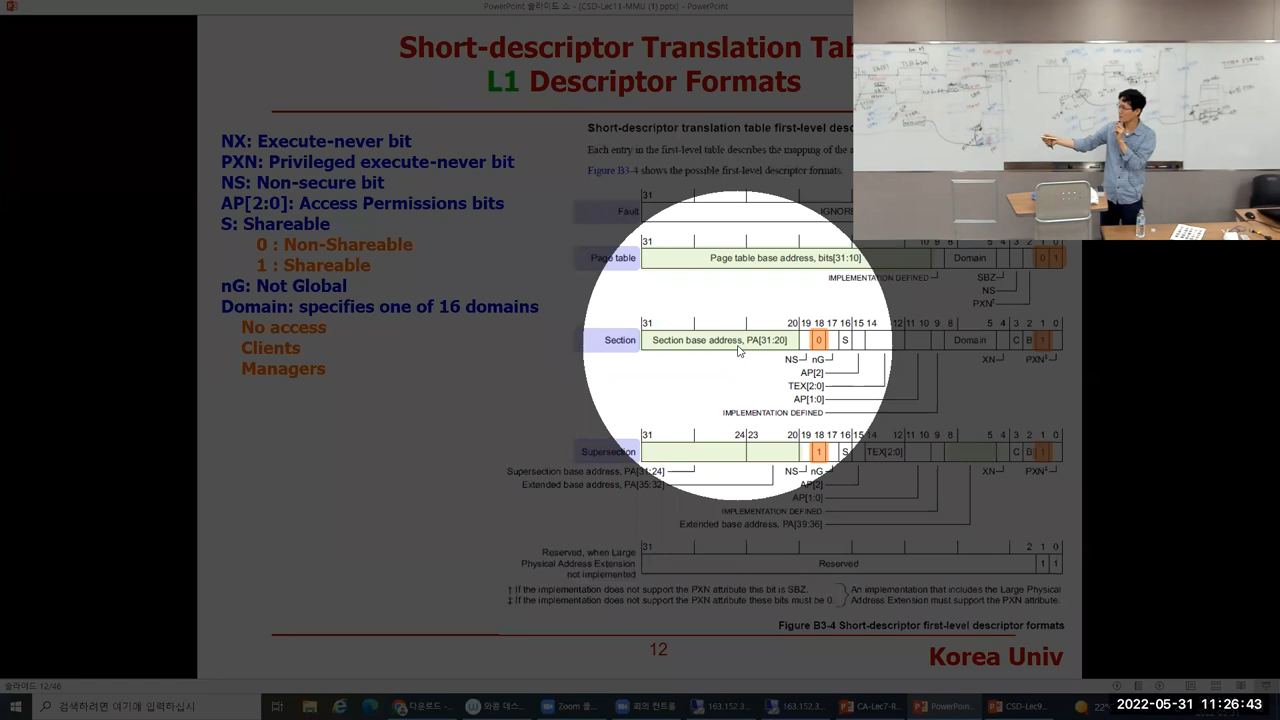 PowerPoint 슬라이드 쇼 - [CSD-Lec11-MMU (1).pptx] - PowerPoint
Short-descriptor Translation Tab
L1 Descriptor Formats
NX: Execute-never bit
PXN: Privileged execute-never bit
NS: Non-secure bit
AP[2:0]: Access Permissions bits
S: Shareable
0 : Non-Shareable
1 : Shareable
nG: Not Global
Domain: specifies one of 16 domains
No access
Clients
Managers
Short-descriptor translation table first-level desc
Each entry in the first-level table describes the mapping of the a
Figure B3-4 shows the possible first-level descriptor formats.
31
Fault
IGNORE
31 10 9 8 5 4 3 2 1 0
Page table
Page table base address, bits[31:10]
Domain
0 1
IMPLEMENTATION DEFINED
SBZ
NS
PXN†
31 20 19 18 17 16 15 14 12 11 10 9 8 5 4 3 2 1 0
Section
Section base address, PA[31:20]
0
S
Domain
C B 1
NS nG XN PXN‡
AP[2]
TEX[2:0]
AP[1:0]
IMPLEMENTATION DEFINED
31 24 23 20 19 18 17 16 15 14 12 11 10 9 8 5 4 3 2 1 0
Supersection
1
S
TEX[2:0]
C B 1
Supersection base address, PA[31:24] NS nG XN PXN‡
Extended base address, PA[35:32] AP[2]
AP[1:0]
IMPLEMENTATION DEFINED
Extended base address, PA[39:36]
31 2 1 0
Reserved, when Large
Physical Address Extension
not implemented
Reserved
1 1
† If the implementation does not support the PXN attribute this bit is SBZ.
‡ If the implementation does not support the PXN attribute these bits must be 0.
An implementation that includes the Large Physical
Address Extension must support the PXN attribute.
Figure B3-4 Short-descriptor first-level descriptor formats
12
Korea Univ
슬라이드 12/46
검색하려면 여기에 입력하십시
다운로드 -
와콤 데스...
Zoom 줌...
회의 컨트롤
163.152.3...
163.152.3...
CA-Lec7-R...
PowerPoin...
CSD-Lec9...
22°
2022-05-31 11:26:43